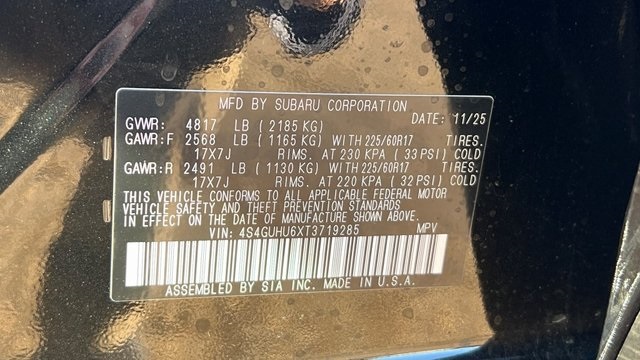 MFD BY SUBARU CORPORATION DATE: 11/25
GVWR: 4817 LB ( 2185 KG)
GAWR:F 2568 LB ( 1165 KG) WITH 225/60R17 TIRES.
17X7J RIMS. AT 230 KPA ( 33 PSI) COLD
GAWR:R 2491 LB ( 1130 KG) WITH 225/60R17 TIRES.
17X7J RIMS. AT 220 KPA ( 32 PSI) COLD
THIS VEHICLE CONFORMS TO ALL APPLICABLE FEDERAL MOTOR
VEHICLE SAFETY AND THEFT PREVENTION STANDARDS
IN EFFECT ON THE DATE OF MANUFACTURE SHOWN ABOVE.
VIN: 4S4GUHU6XT3719285 MPV
ASSEMBLED BY SIA INC. MADE IN U.S.A.